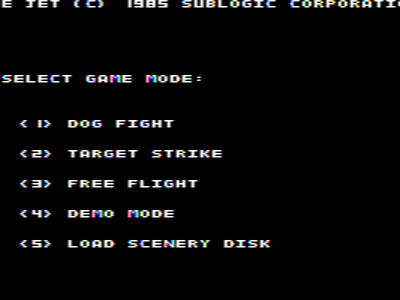 E JET (C) 1985 SUBLOGIC CORPORATIO
SELECT GAME MODE:
(1) DOG FIGHT
(2) TARGET STRIKE
(3) FREE FLIGHT
(4) DEMO MODE
(5) LOAD SCENERY DISK